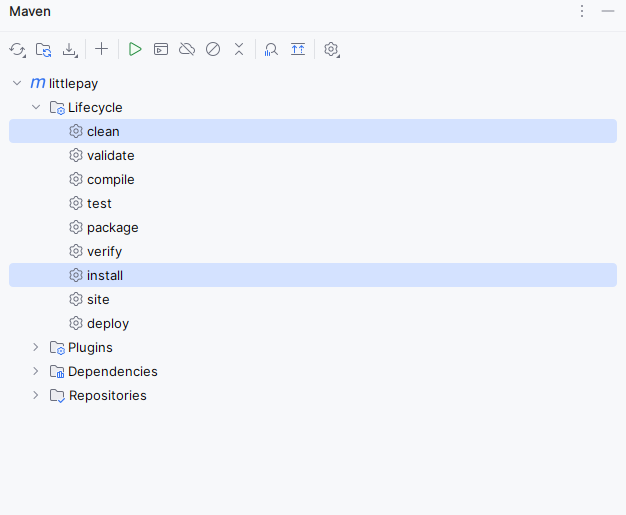 Maven
m littlepay
Lifecycle
clean
validate
compile
test
package
verify
install
site
deploy
Plugins
Dependencies
Repositories